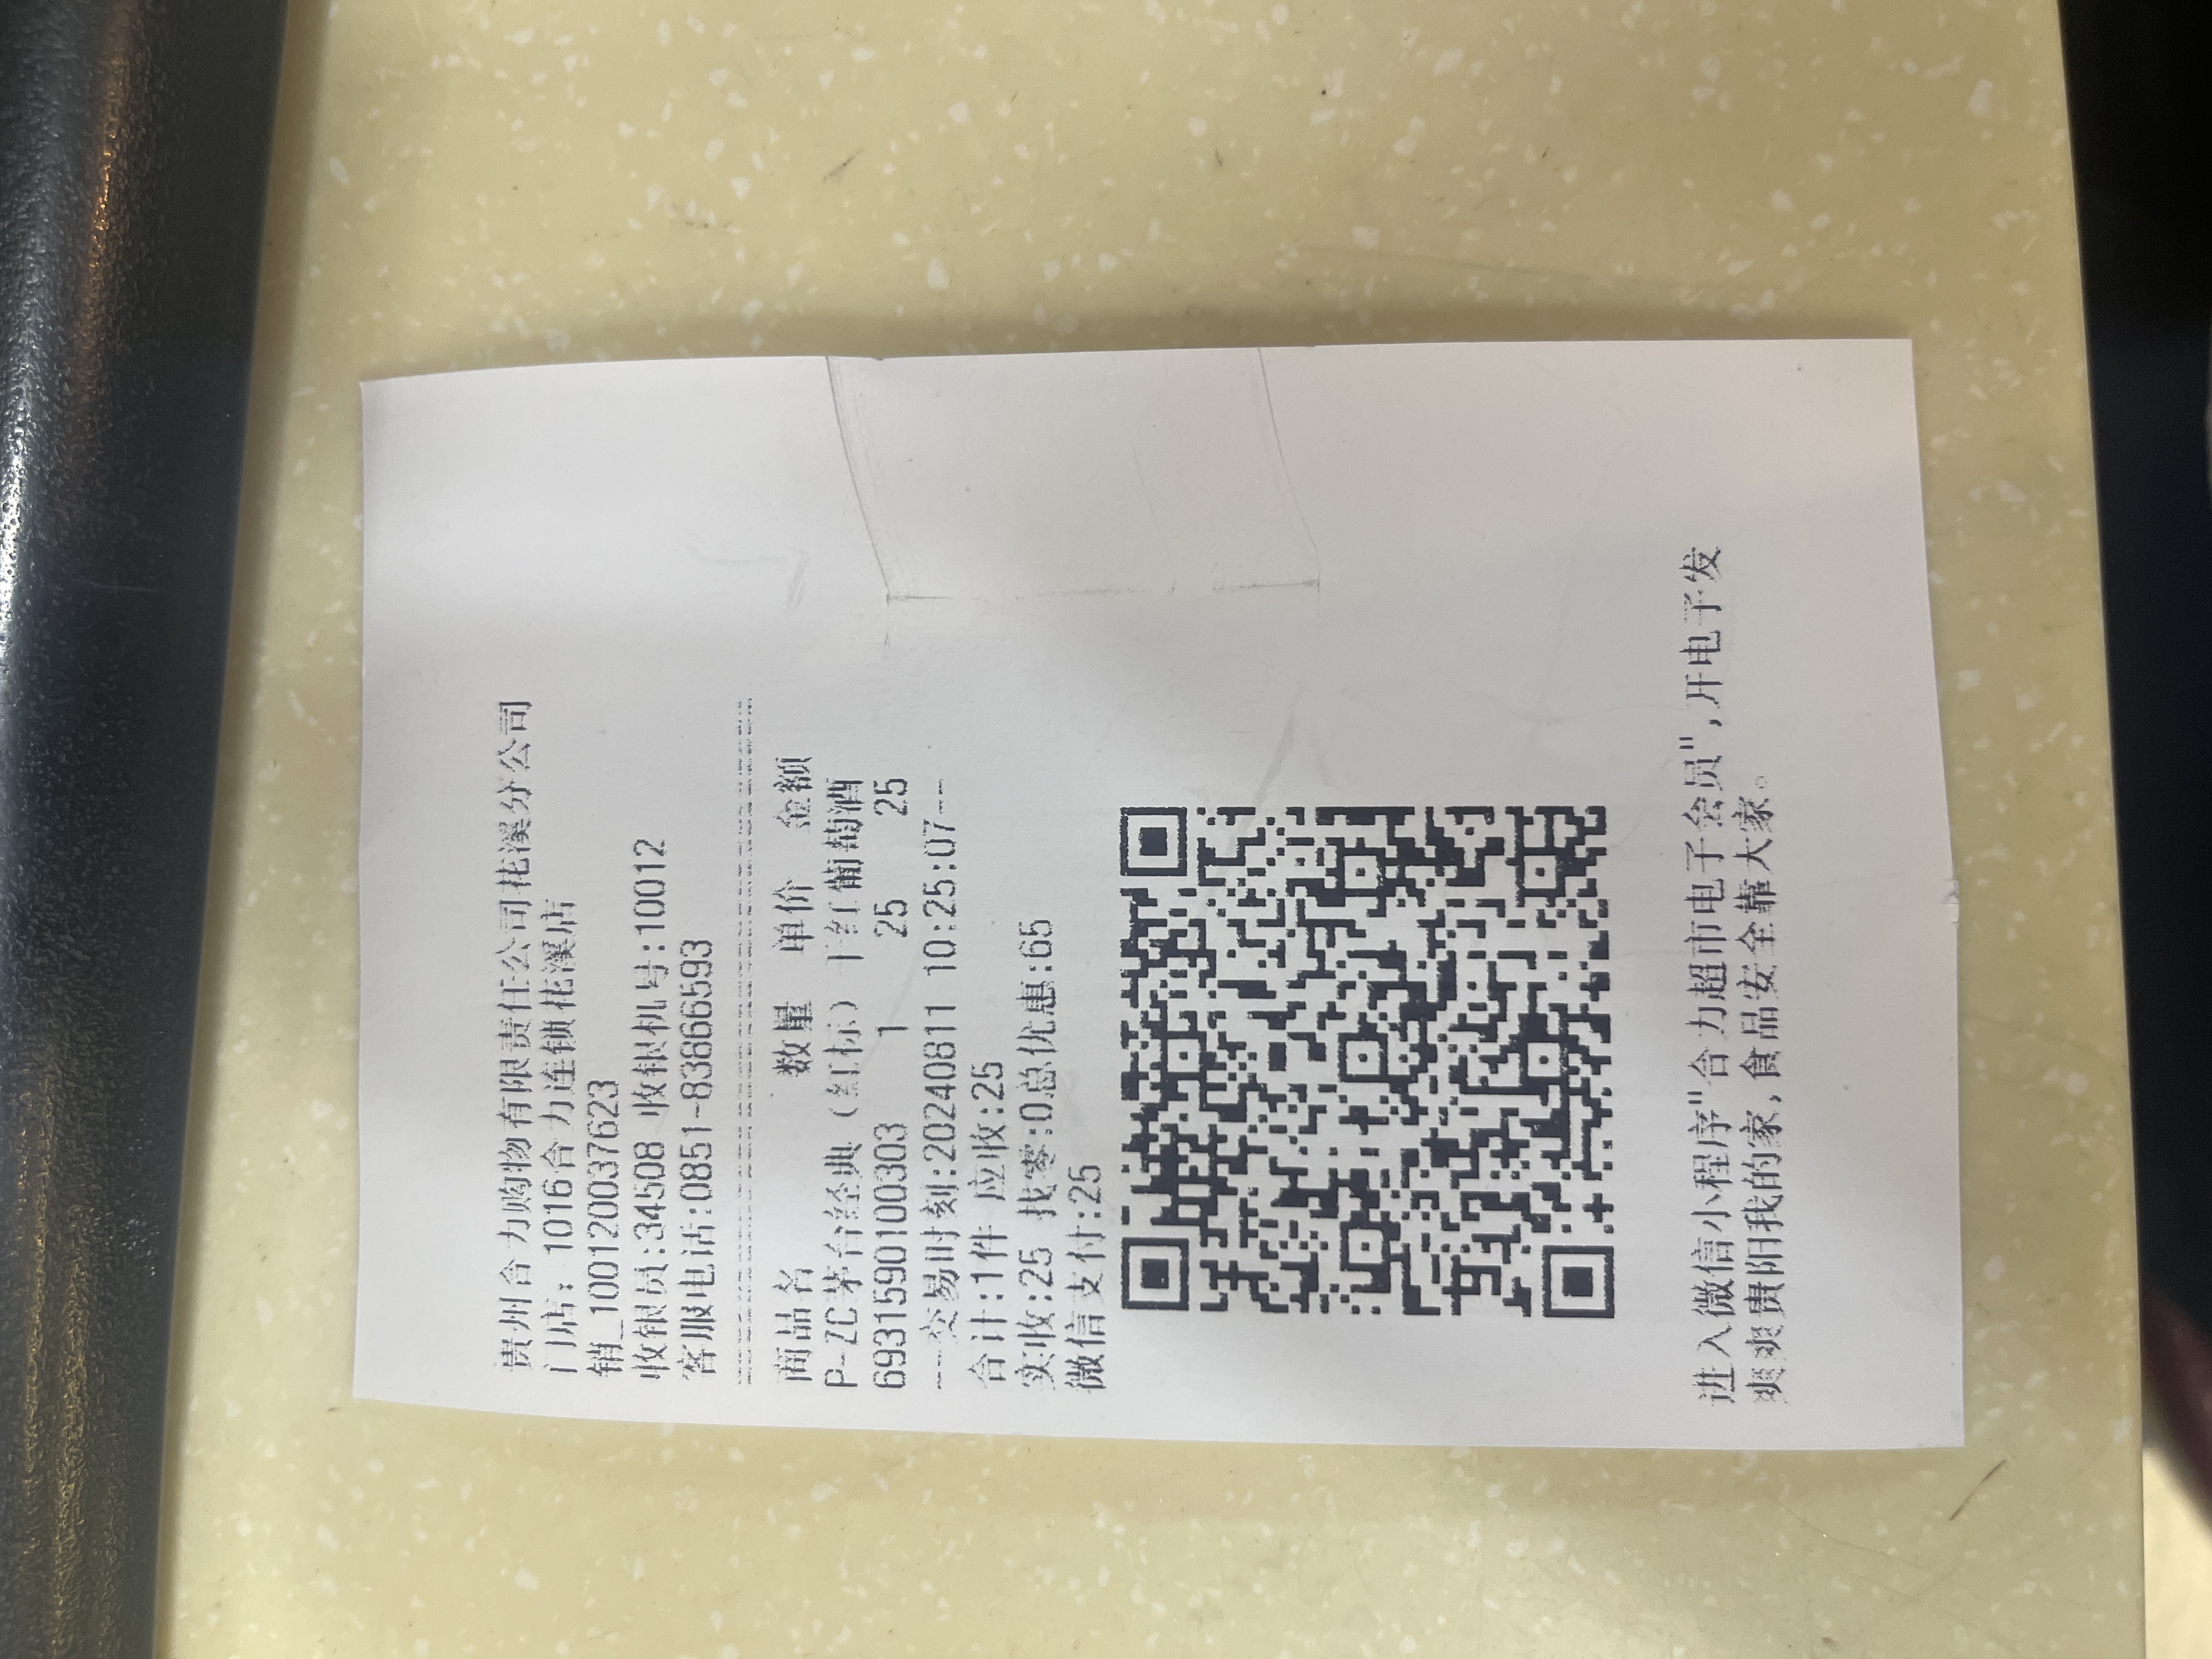 贵州合力购物有限责任公司花溪分公司
门店: 1016合力连锁花溪店
销_100120037623
收银员:34508 收银机号:10012
客服电话:0851-83866593
商品名 数量 单价 金额
P-ZC茅台经典（红标）干红葡萄酒
6931590100303 1 25 25
---交易时刻:20240811 10:25:07---
合计:1件 应收:25
实收:25 找零:0总优惠:65
微信支付:25
进入微信小程序"合力超市电子会员",开电子发
爽爽贵阳我的家,食品安全靠大家。